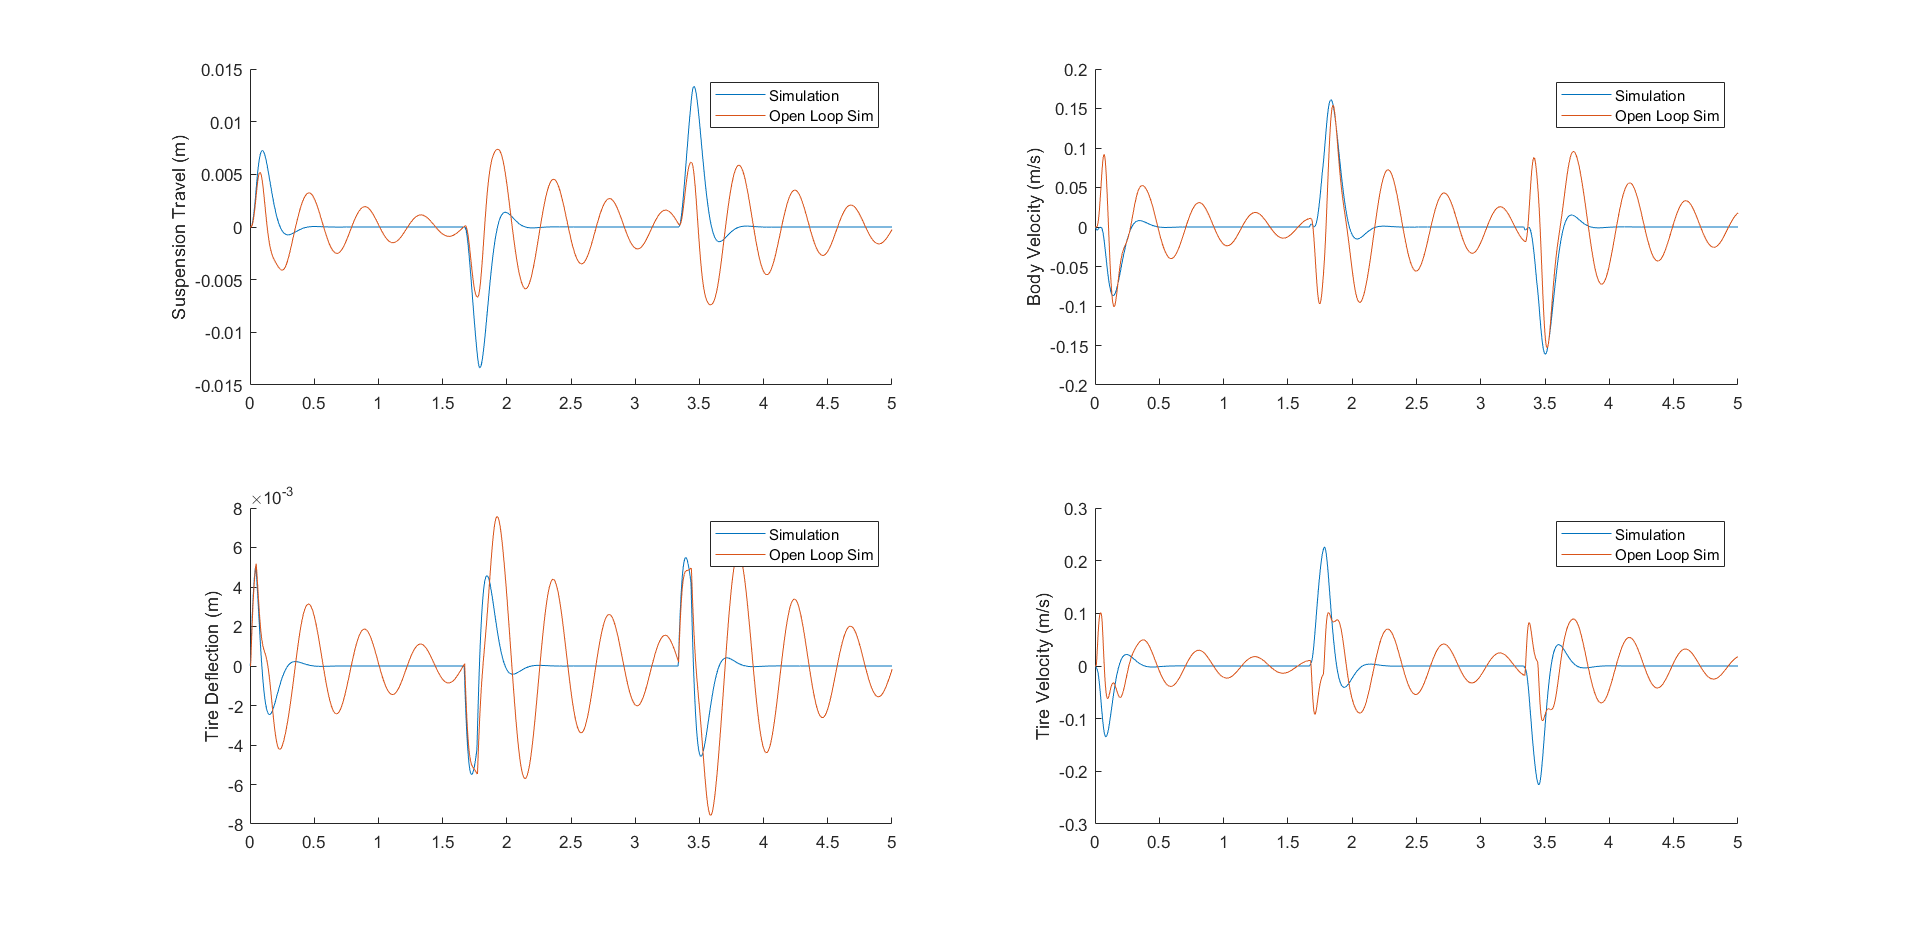 0.015
0.01
0.005
0
-0.005
-0.01
-0.015
Suspension Travel (m)
0 0.5 1 1.5 2 2.5 3 3.5 4 4.5 5
Simulation
Open Loop Sim
0.2
0.15
0.1
0.05
0
-0.05
-0.1
-0.15
-0.2
Body Velocity (m/s)
0 0.5 1 1.5 2 2.5 3 3.5 4 4.5 5
Simulation
Open Loop Sim
×10-3
8
6
4
2
0
-2
-4
-6
-8
Tire Deflection (m)
0 0.5 1 1.5 2 2.5 3 3.5 4 4.5 5
Simulation
Open Loop Sim
0.3
0.2
0.1
0
-0.1
-0.2
-0.3
Tire Velocity (m/s)
0 0.5 1 1.5 2 2.5 3 3.5 4 4.5 5
Simulation
Open Loop Sim